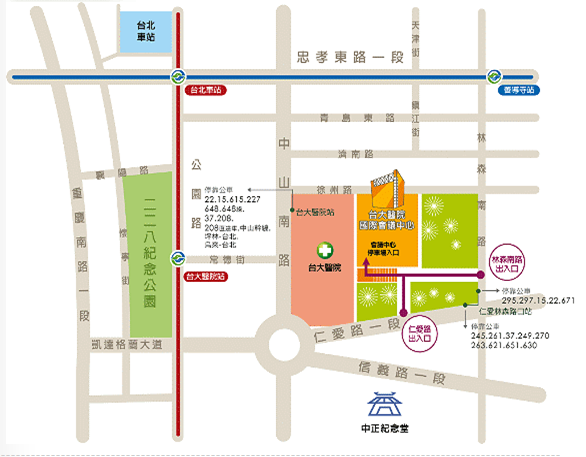 台北
車站
忠孝東路一段
天津街
台北車站
善導寺站
青島東路
鎮江街
林森南路
濟南路
中山南路
徐州路
公園路
襄陽路
重慶南路一段
懷寧街
二二八紀念公園
停靠公車
22.15.615.227
648.648綠.
37.208.
208直達車.中山幹線.
坪林-台北.
烏來-台北
台大醫院站
台大醫院
國際會議中心
會議中心
停車場入口
台大醫院
常德街
台大醫院站
林森南路
出入口
停靠公車
295.297.15.22.671
仁愛林森路口站
停靠公車
245.261.37.249.270
263.621.651.630
仁愛路
出入口
仁愛路一段
凱達格蘭大道
信義路一段
中正紀念堂